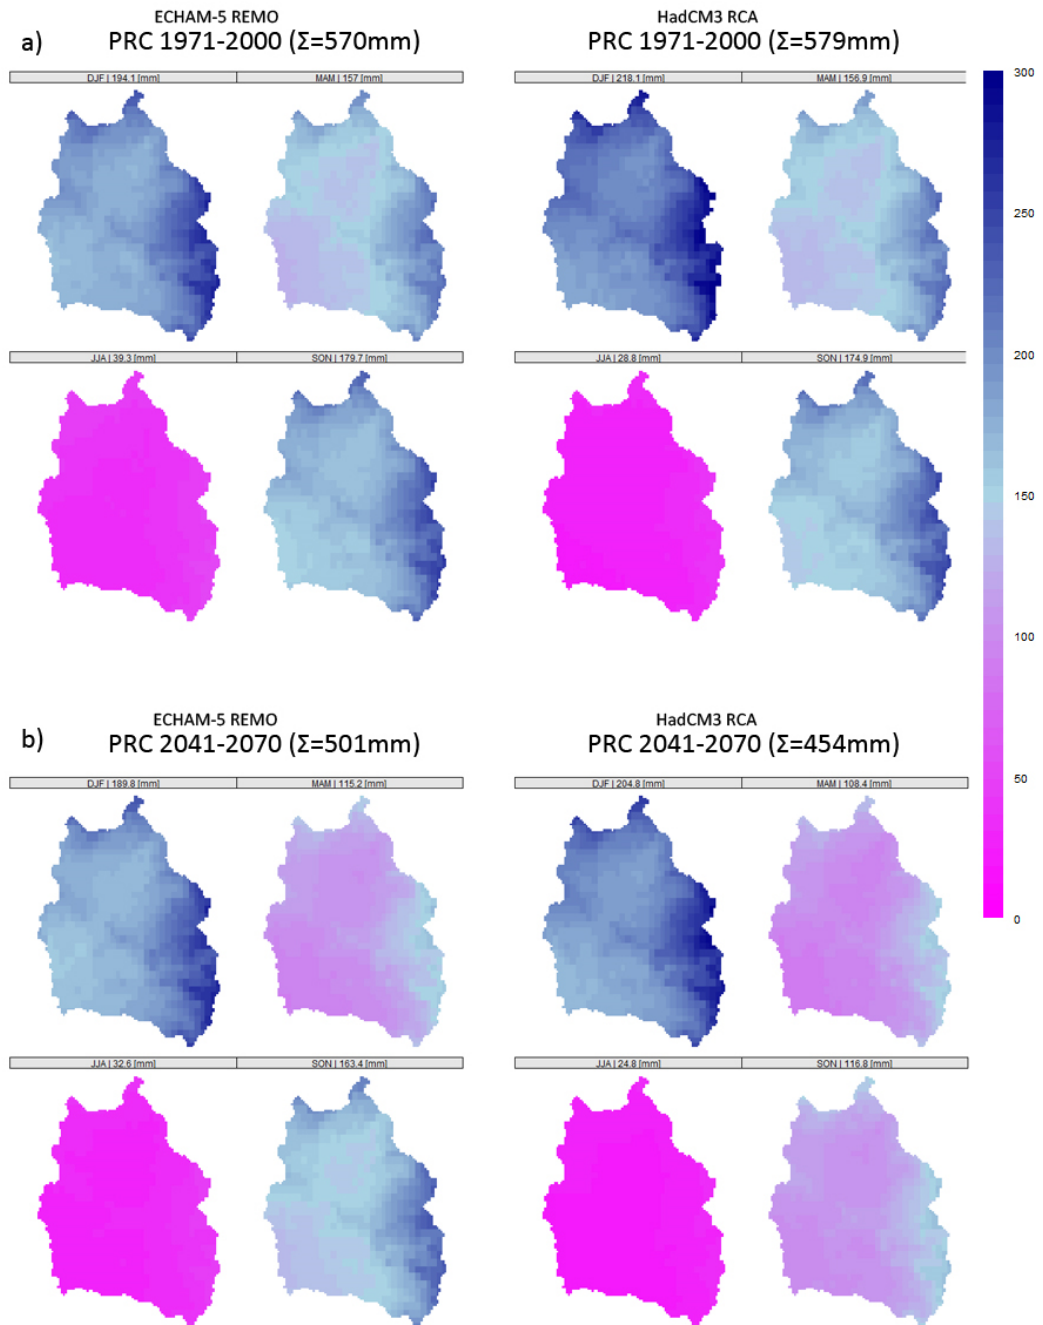 ECHAM-5 REMO
HadCM3 RCA
a)
PRC 1971-2000 (Σ=570mm)
PRC 1971-2000 (Σ=579mm)
DJF | 194.1 [mm]
MAM | 157 [mm]
DJF | 218.1 [mm]
MAM | 156.9 [mm]
300
250
200
JJA | 39.3 [mm]
SON | 179.7 [mm]
JJA | 28.8 [mm]
SON | 174.9 [mm]
150
100
ECHAM-5 REMO
HadCM3 RCA
b)
PRC 2041-2070 (Σ=501mm)
PRC 2041-2070 (Σ=454mm)
50
DJF | 189.8 [mm]
MAM | 115.2 [mm]
DJF | 204.8 [mm]
MAM | 108.4 [mm]
0
JJA | 32.6 [mm]
SON | 163.4 [mm]
JJA | 24.8 [mm]
SON | 116.8 [mm]